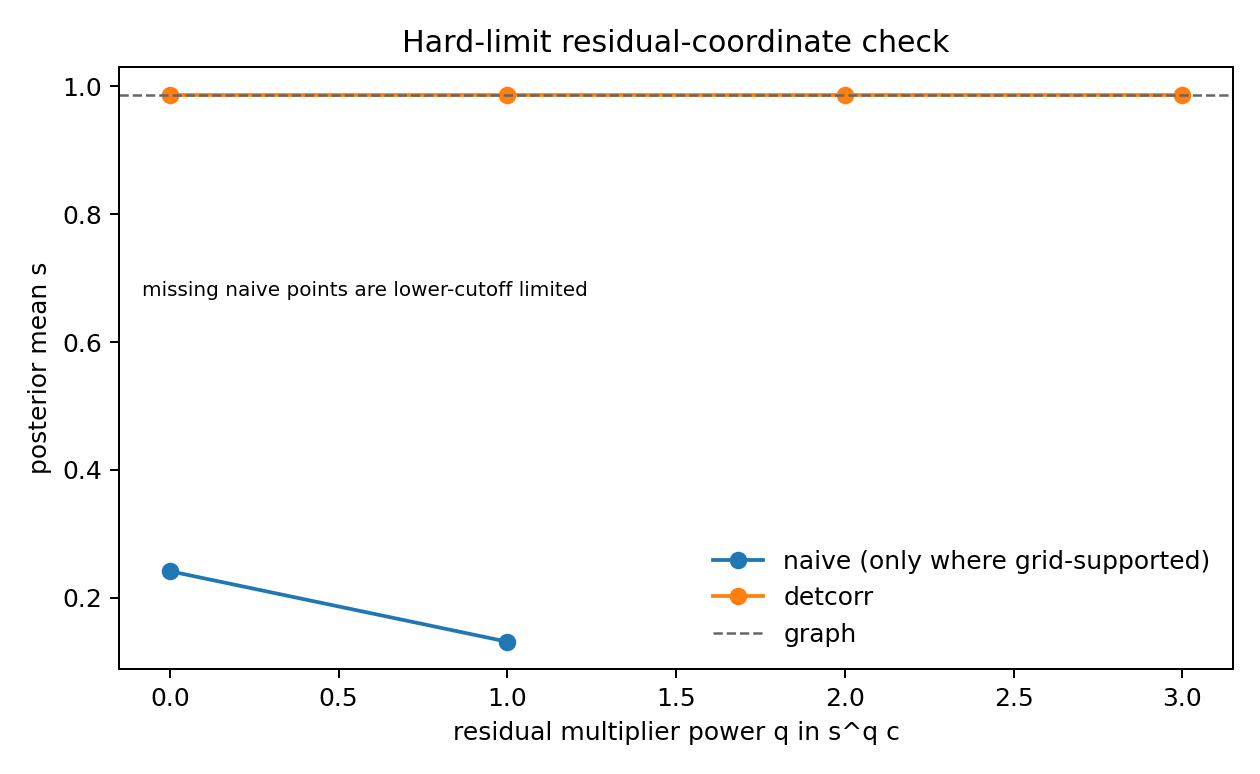 Hard-limit residual-coordinate check
1.0
0.8
0.6
0.4
0.2
posterior mean s
missing naive points are lower-cutoff limited
naive (only where grid-supported)
detcorr
graph
0.0 0.5 1.0 1.5 2.0 2.5 3.0
residual multiplier power q in s^q c